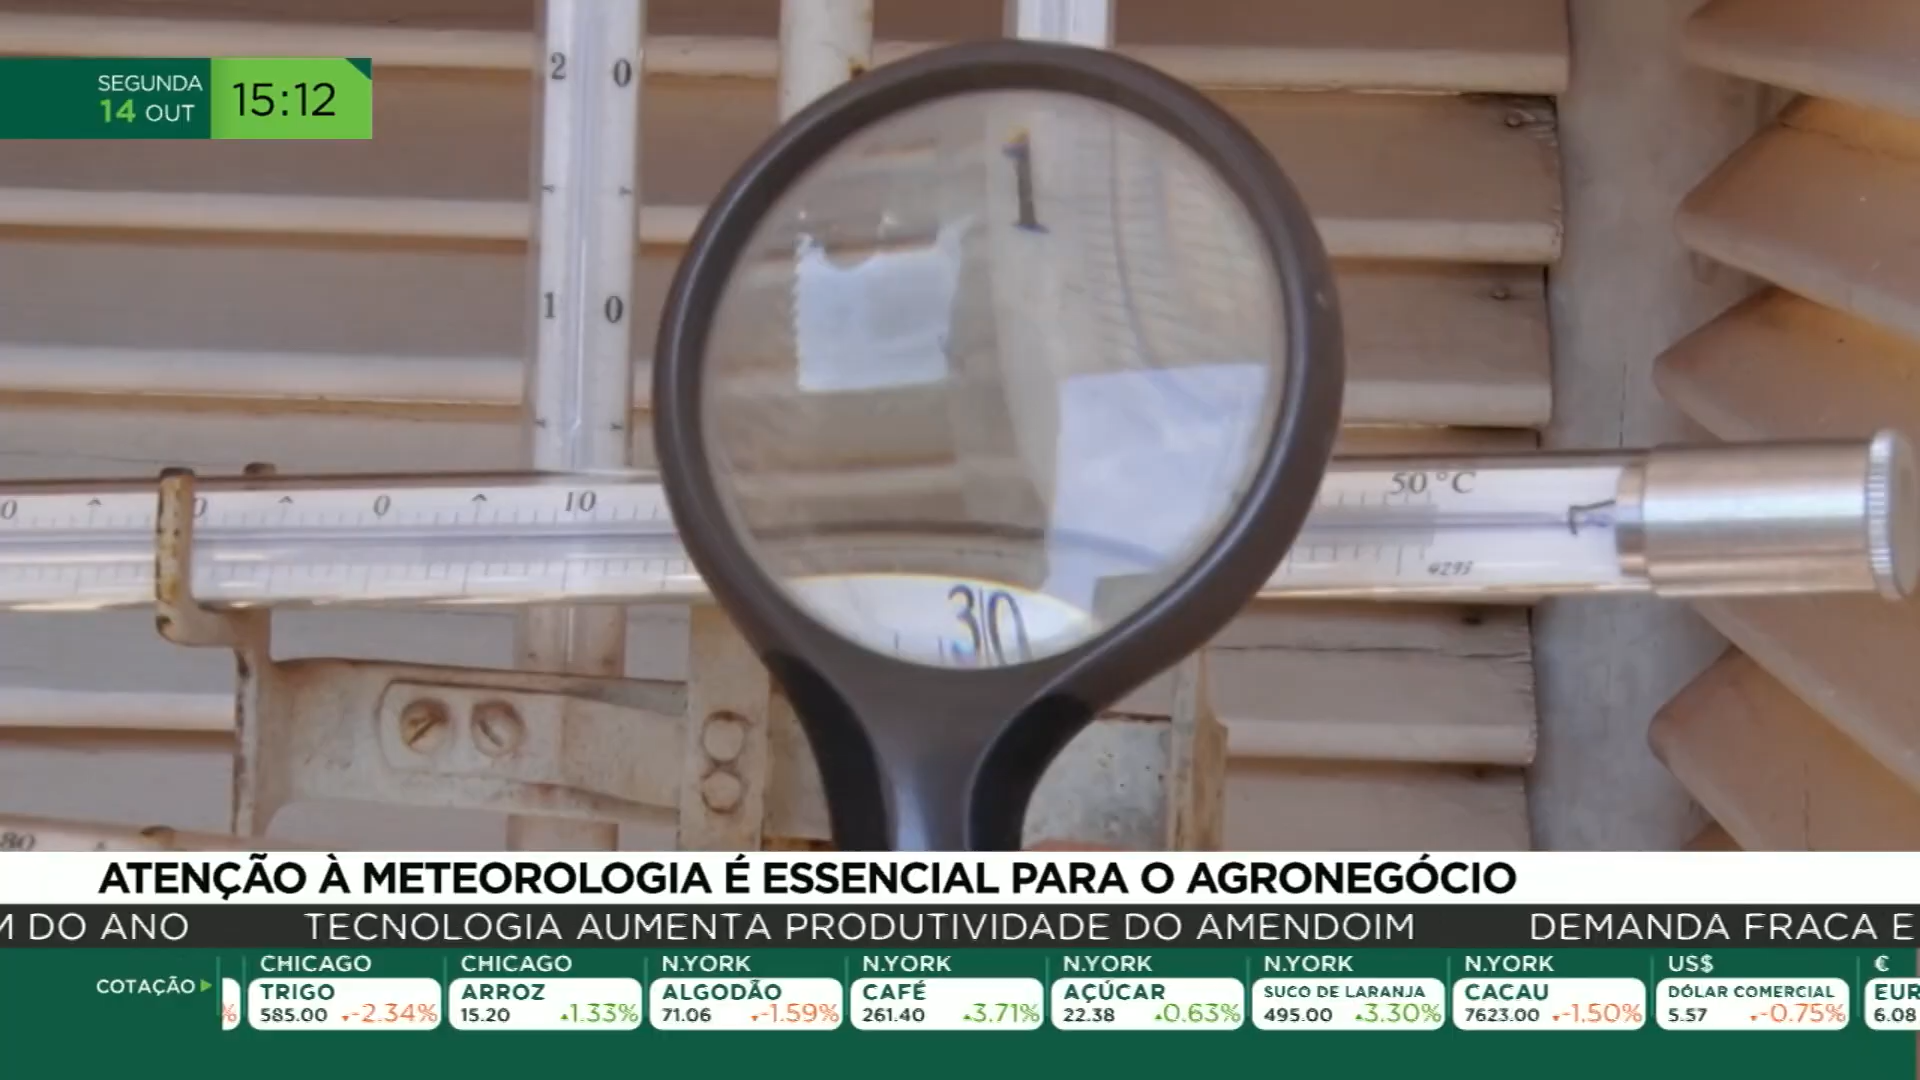 SEGUNDA
14 OUT
15:12
2 0
1 0
1
0 10
50 °C
4293
30
80
ATENÇÃO À METEOROLOGIA É ESSENCIAL PARA O AGRONEGÓCIO
M DO ANO TECNOLOGIA AUMENTA PRODUTIVIDADE DO AMENDOIM DEMANDA FRACA E
COTAÇÃO
%
CHICAGO
TRIGO
585.00 -2.34%
CHICAGO
ARROZ
15.20 1.33%
N.YORK
ALGODÃO
71.06 -1.59%
N.YORK
CAFÉ
261.40 3.71%
N.YORK
AÇÚCAR
22.38 0.63%
N.YORK
SUCO DE LARANJA
495.00 3.30%
N.YORK
CACAU
7623.00 -1.50%
US$
DÓLAR COMERCIAL
5.57 -0.75%
€
EUR
6.08